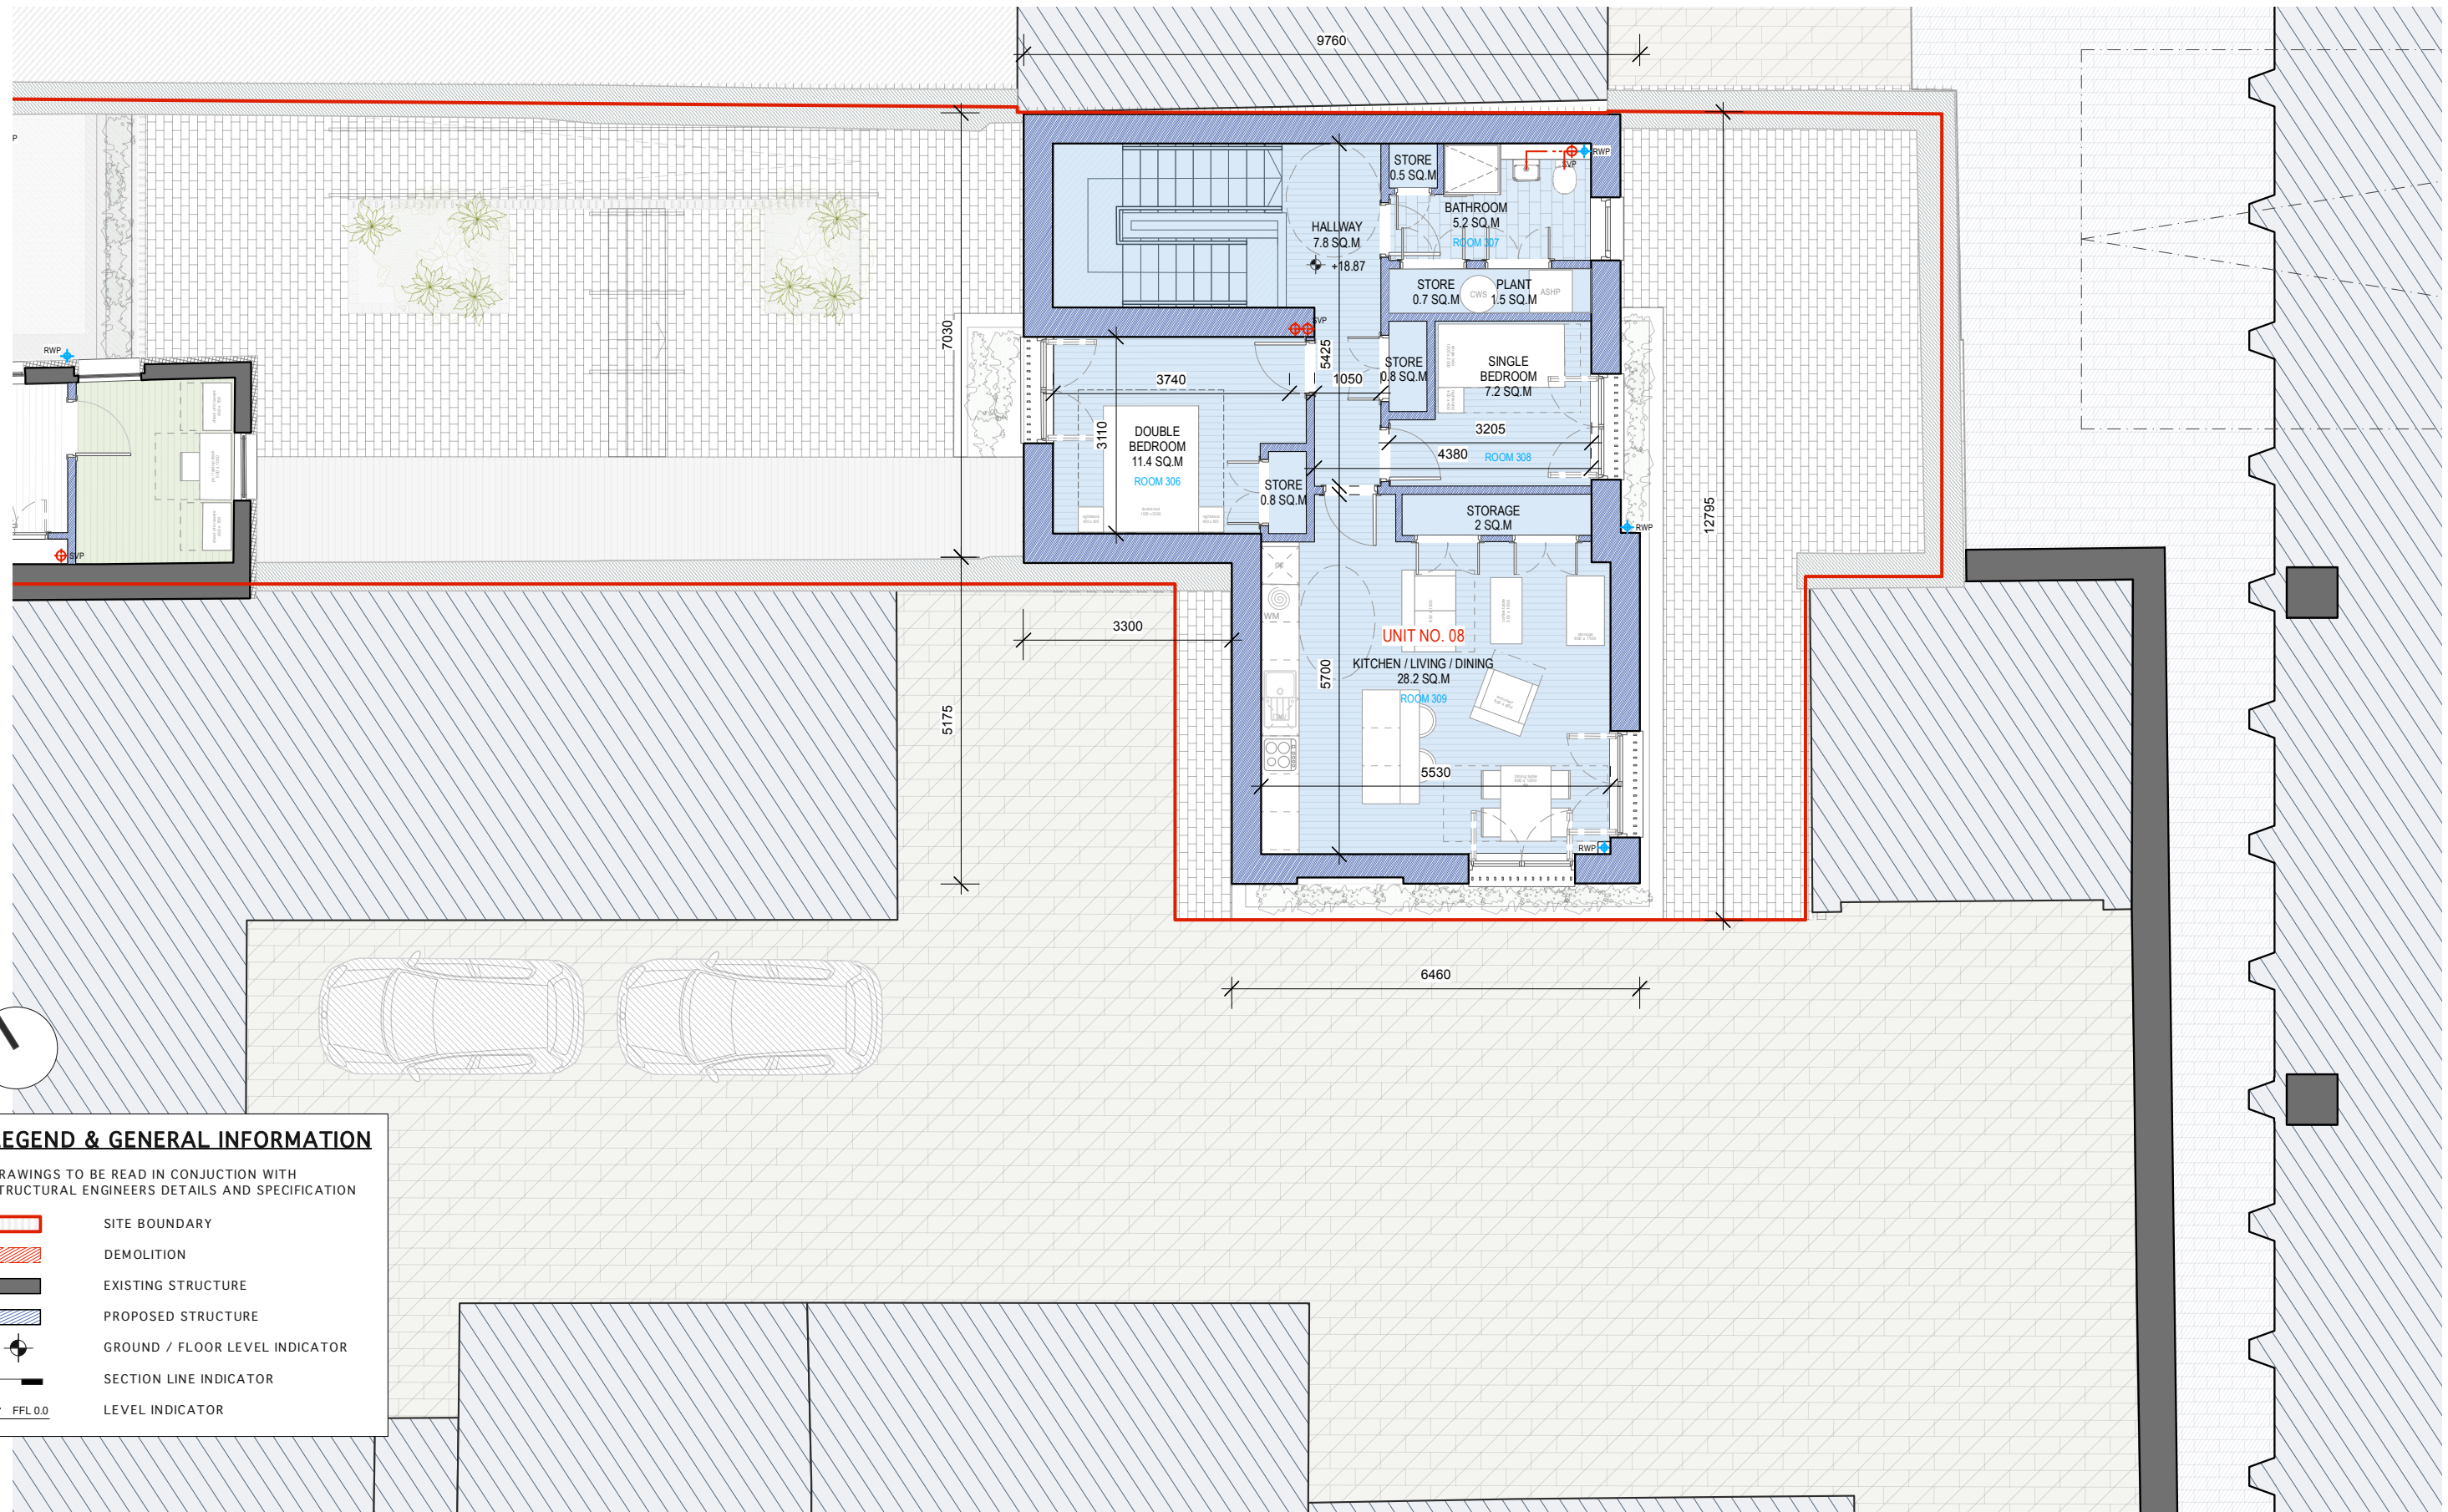 9760
P
STORE
0.5 SQ.M
RWP
SVP
BATHROOM
5.2 SQ.M
ROOM 307
HALLWAY
7.8 SQ.M
+18.87
STORE
0.7 SQ.M
CWS
PLANT
1.5 SQ.M
ASHP
SVP
7030
RWP
5425
STORE
0.8 SQ.M
SINGLE
BEDROOM
7.2 SQ.M
3740
1050
3110
DOUBLE
BEDROOM
11.4 SQ.M
ROOM 306
3205
4380
ROOM 308
STORE
0.8 SQ.M
STORAGE
2 SQ.M
12795
RWP
SVP
WM
3300
UNIT NO. 08
KITCHEN / LIVING / DINING
28.2 SQ.M
ROOM 309
5700
5175
5530
RWP
6460
LEGEND & GENERAL INFORMATION
RAWINGS TO BE READ IN CONJUCTION WITH
TRUCTURAL ENGINEERS DETAILS AND SPECIFICATION
SITE BOUNDARY
DEMOLITION
EXISTING STRUCTURE
PROPOSED STRUCTURE
GROUND / FLOOR LEVEL INDICATOR
SECTION LINE INDICATOR
FFL 0.0
LEVEL INDICATOR